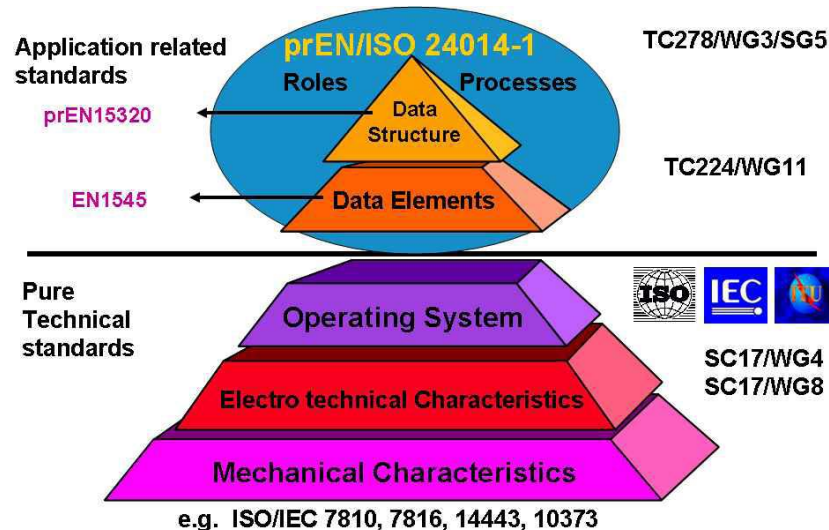 prEN/ISO 24014-1
TC278/WG3/SG5
Application related
standards
Roles
Processes
prEN15320
Data
Structure
TC224/WG11
EN1545
Data Elements
Pure
Technical
standards
ISO
IEC
ITU
Operating System
SC17/WG4
SC17/WG8
Electro technical Characteristics
Mechanical Characteristics
e.g. ISO/IEC 7810, 7816, 14443, 10373